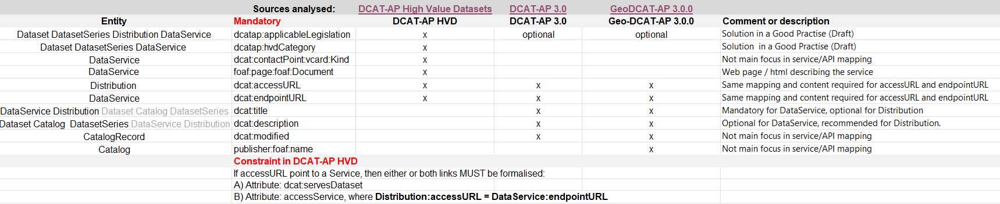 Sources analysed: DCAT-AP High Value Datasets DCAT-AP 3.0 GeoDCAT-AP 3.0.0
Entity Mandatory DCAT-AP HVD DCAT-AP 3.0 Geo-DCAT-AP 3.0.0 Comment or description
Dataset DatasetSeries Distribution DataService dcatap:applicableLegislation x optional optional Solution in a Good Practise (Draft)
Dataset DatasetSeries DataService dcatap:hvdCategory x Solution in a Good Practise (Draft)
DataService dcat:contactPoint:vcard:Kind x Not main focus in service/API mapping
DataService foaf:page:foaf:Document x Web page / html describing the service
Distribution dcat:accessURL x x x Same mapping and content required for accessURL and endpointURL
DataService dcat:endpointURL x x x Same mapping and content required for accessURL and endpointURL
DataService Distribution Dataset Catalog DatasetSeries dcat:title x x Mandatory for DataService, optional for Distribution
Dataset Catalog DatasetSeries DataService Distribution dcat:description x x Optional for DataService, recommended for Distribution.
CatalogRecord dcat:modified x x Not main focus in service/API mapping
Catalog publisher:foaf:name x Not main focus in service/API mapping
Constraint in DCAT-AP HVD
If accessURL point to a Service, then either or both links MUST be formalised:
A) Attribute: dcat:servesDataset
B) Attribute: accessService, where Distribution:accessURL = DataService:endpointURL